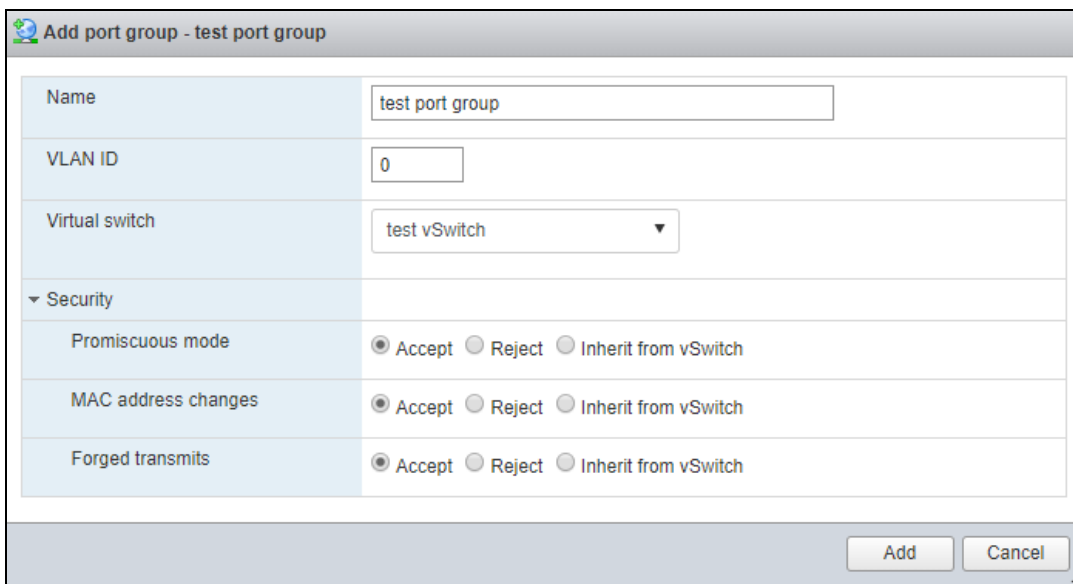 Add port group - test port group
Name
test port group
VLAN ID
0
Virtual switch
test vSwitch
Security
Promiscuous mode
Accept Reject Inherit from vSwitch
MAC address changes
Accept Reject Inherit from vSwitch
Forged transmits
Accept Reject Inherit from vSwitch
Add Cancel